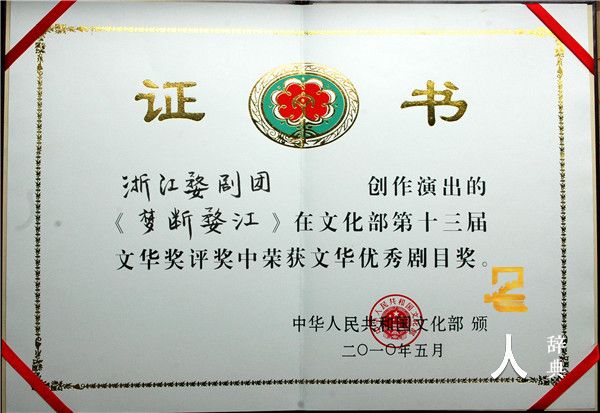 证 书
浙江婺剧团 创作演出的
《梦断婺江》在文化部第十三届
文华奖评奖中荣获文华优秀剧目奖。
中华人民共和国文化部 颁
二〇一〇年五月
人 辞典